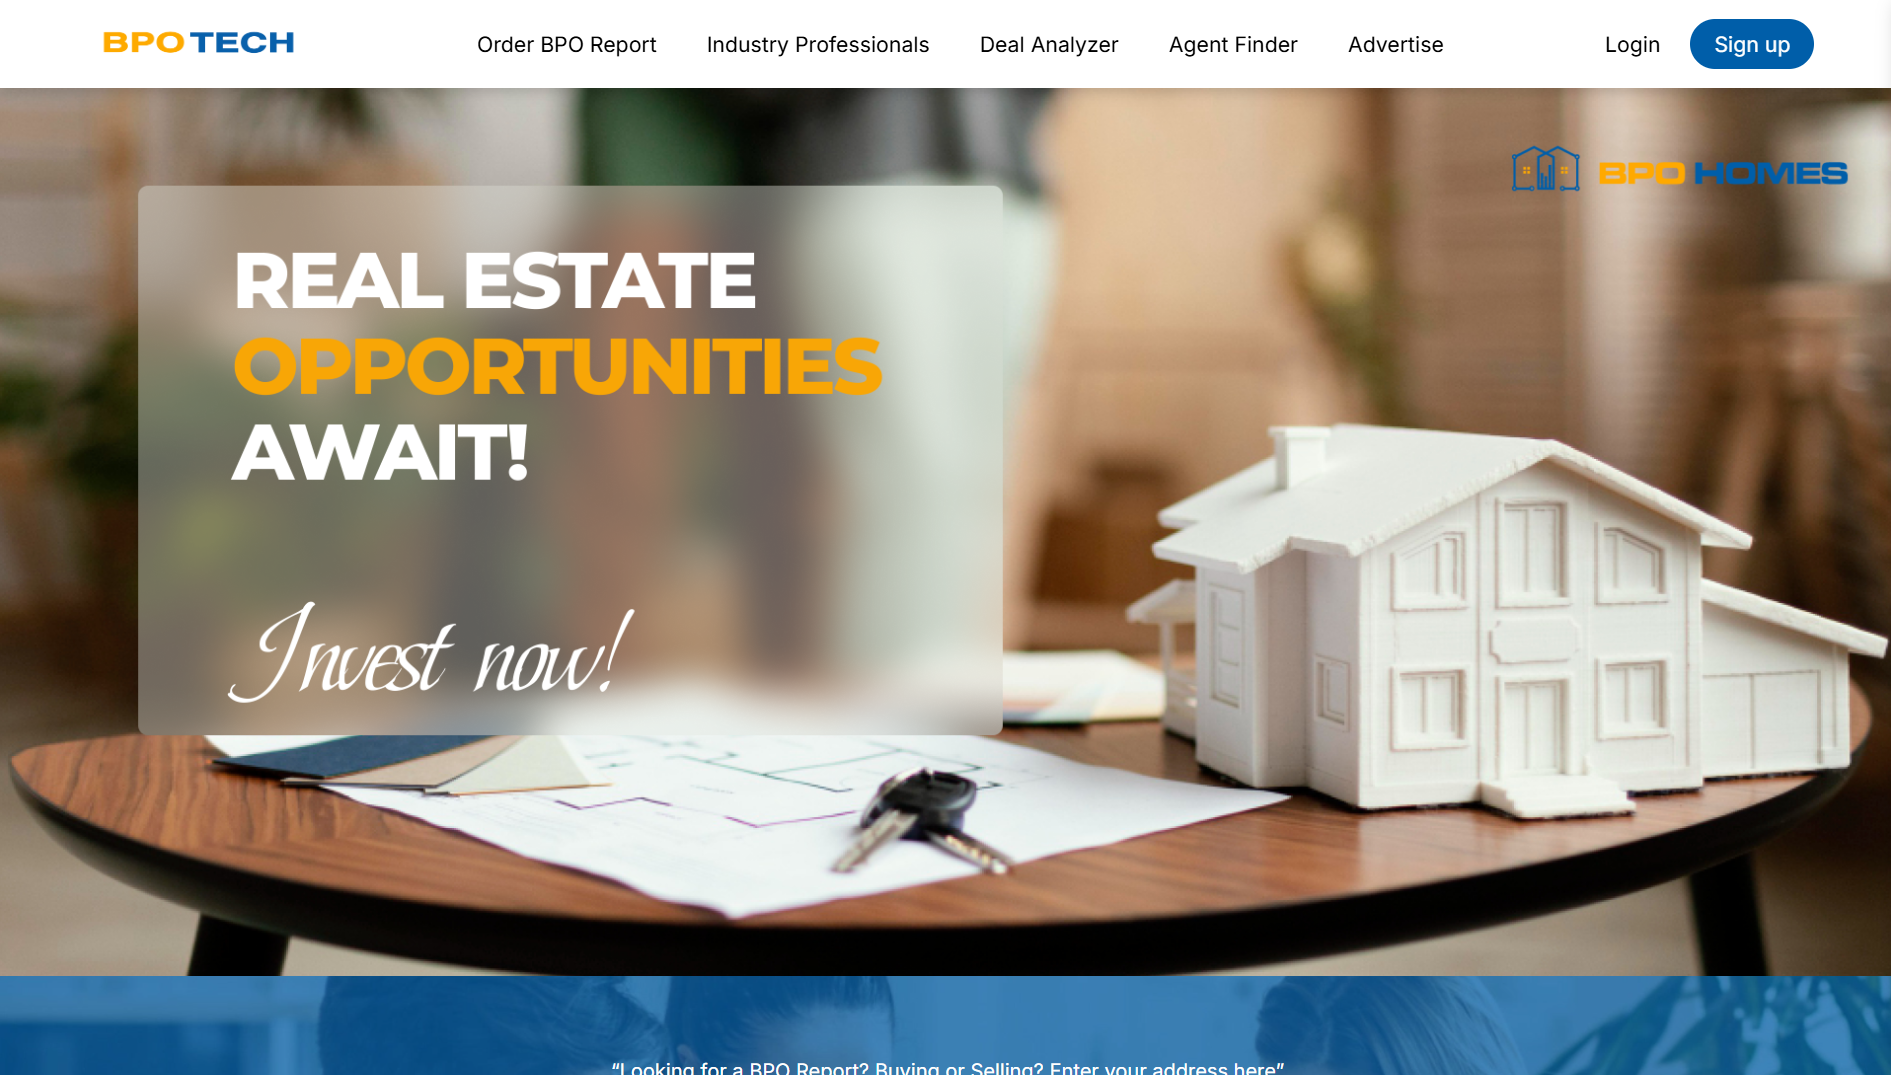 BPO TECH
Order BPO Report
Industry Professionals
Deal Analyzer
Agent Finder
Advertise
Login
Sign up
BPO HOMES
REAL ESTATE
OPPORTUNITIES
AWAIT!
Invest now!
“Looking for a BPO Report? Buying or Selling? Enter your address here”